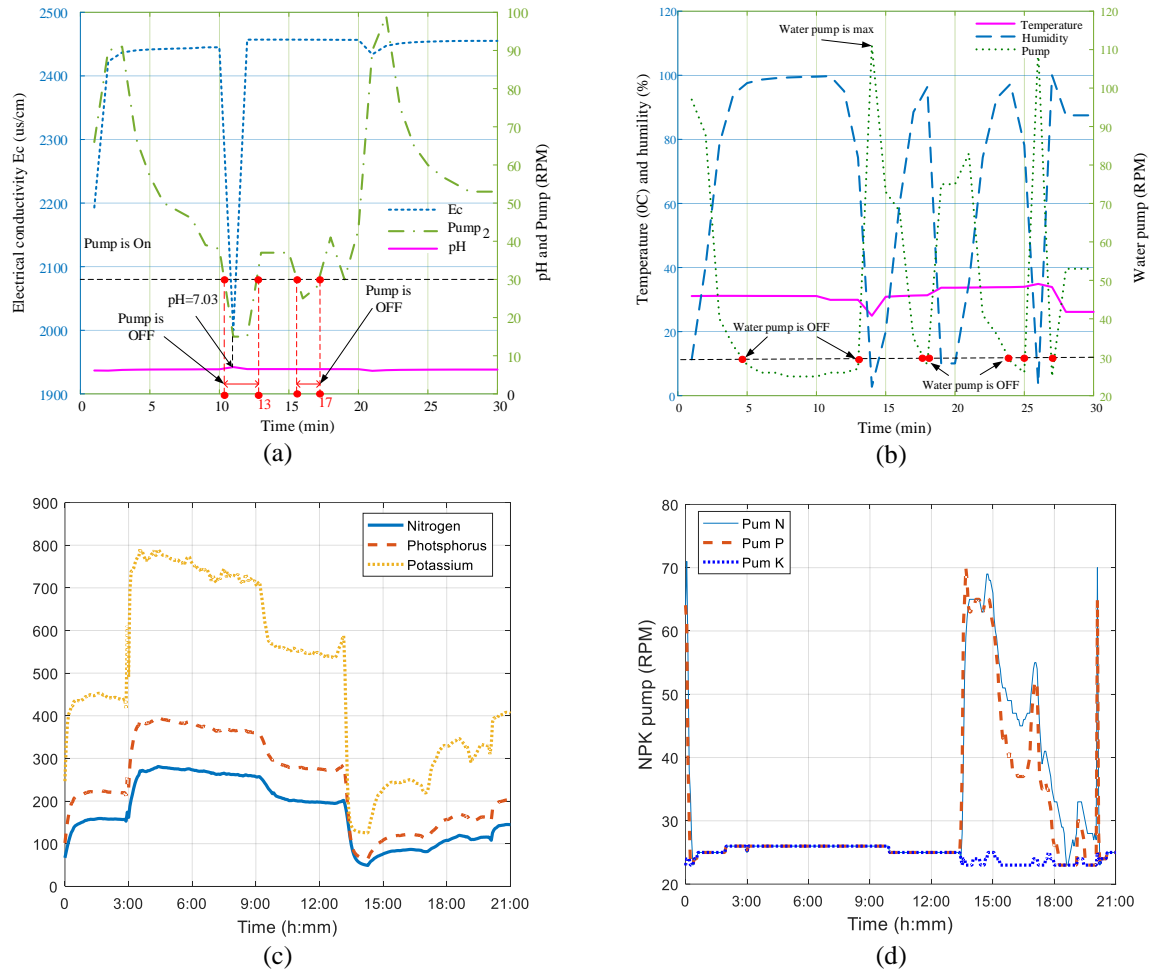 2500
2400
2300
2200
2100
2000
1900
Electrical conductivity Ec (us/cm)
100
90
80
70
60
50
40
30
20
10
0
pH and Pump (RPM)
Ec
Pump 2
pH
Pump is On
pH=7.03
Pump is
OFF
Pump is
OFF
13
17
0
5
10
15
20
25
30
Time (min)
(a)
120
100
80
60
40
20
0
Temperature (0C) and humidity (%)
120
110
100
90
80
70
60
50
40
30
20
Water pump (RPM)
Water pump is max
Temperature
Humidity
Pump
Water pump is OFF
Water pump is OFF
0
5
10
15
20
25
30
Time (min)
(b)
900
800
700
600
500
400
300
200
100
0
Nitrogen
Photsphorus
Potassium
0
3:00
6:00
9:00
12:00
15:00
18:00
21:00
Time (h:mm)
(c)
80
70
60
50
40
30
20
NPK pump (RPM)
Pum N
Pum P
Pum K
0
3:00
6:00
9:00
12:00
15:00
18:00
21:00
Time (h:mm)
(d)